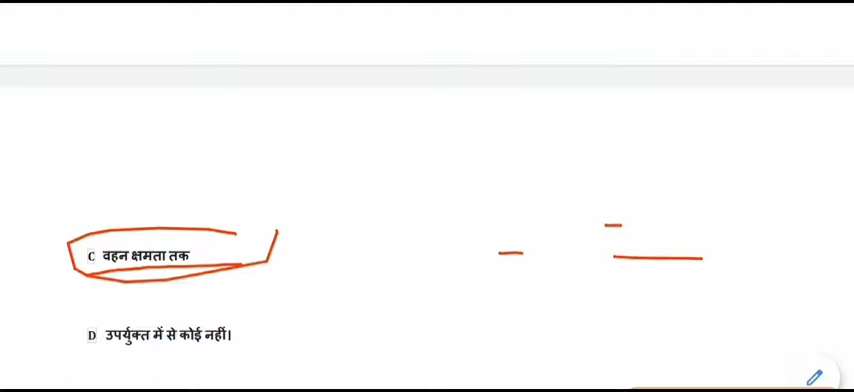 C वहन क्षमता तक
D उपर्युक्त में से कोई नहीं।